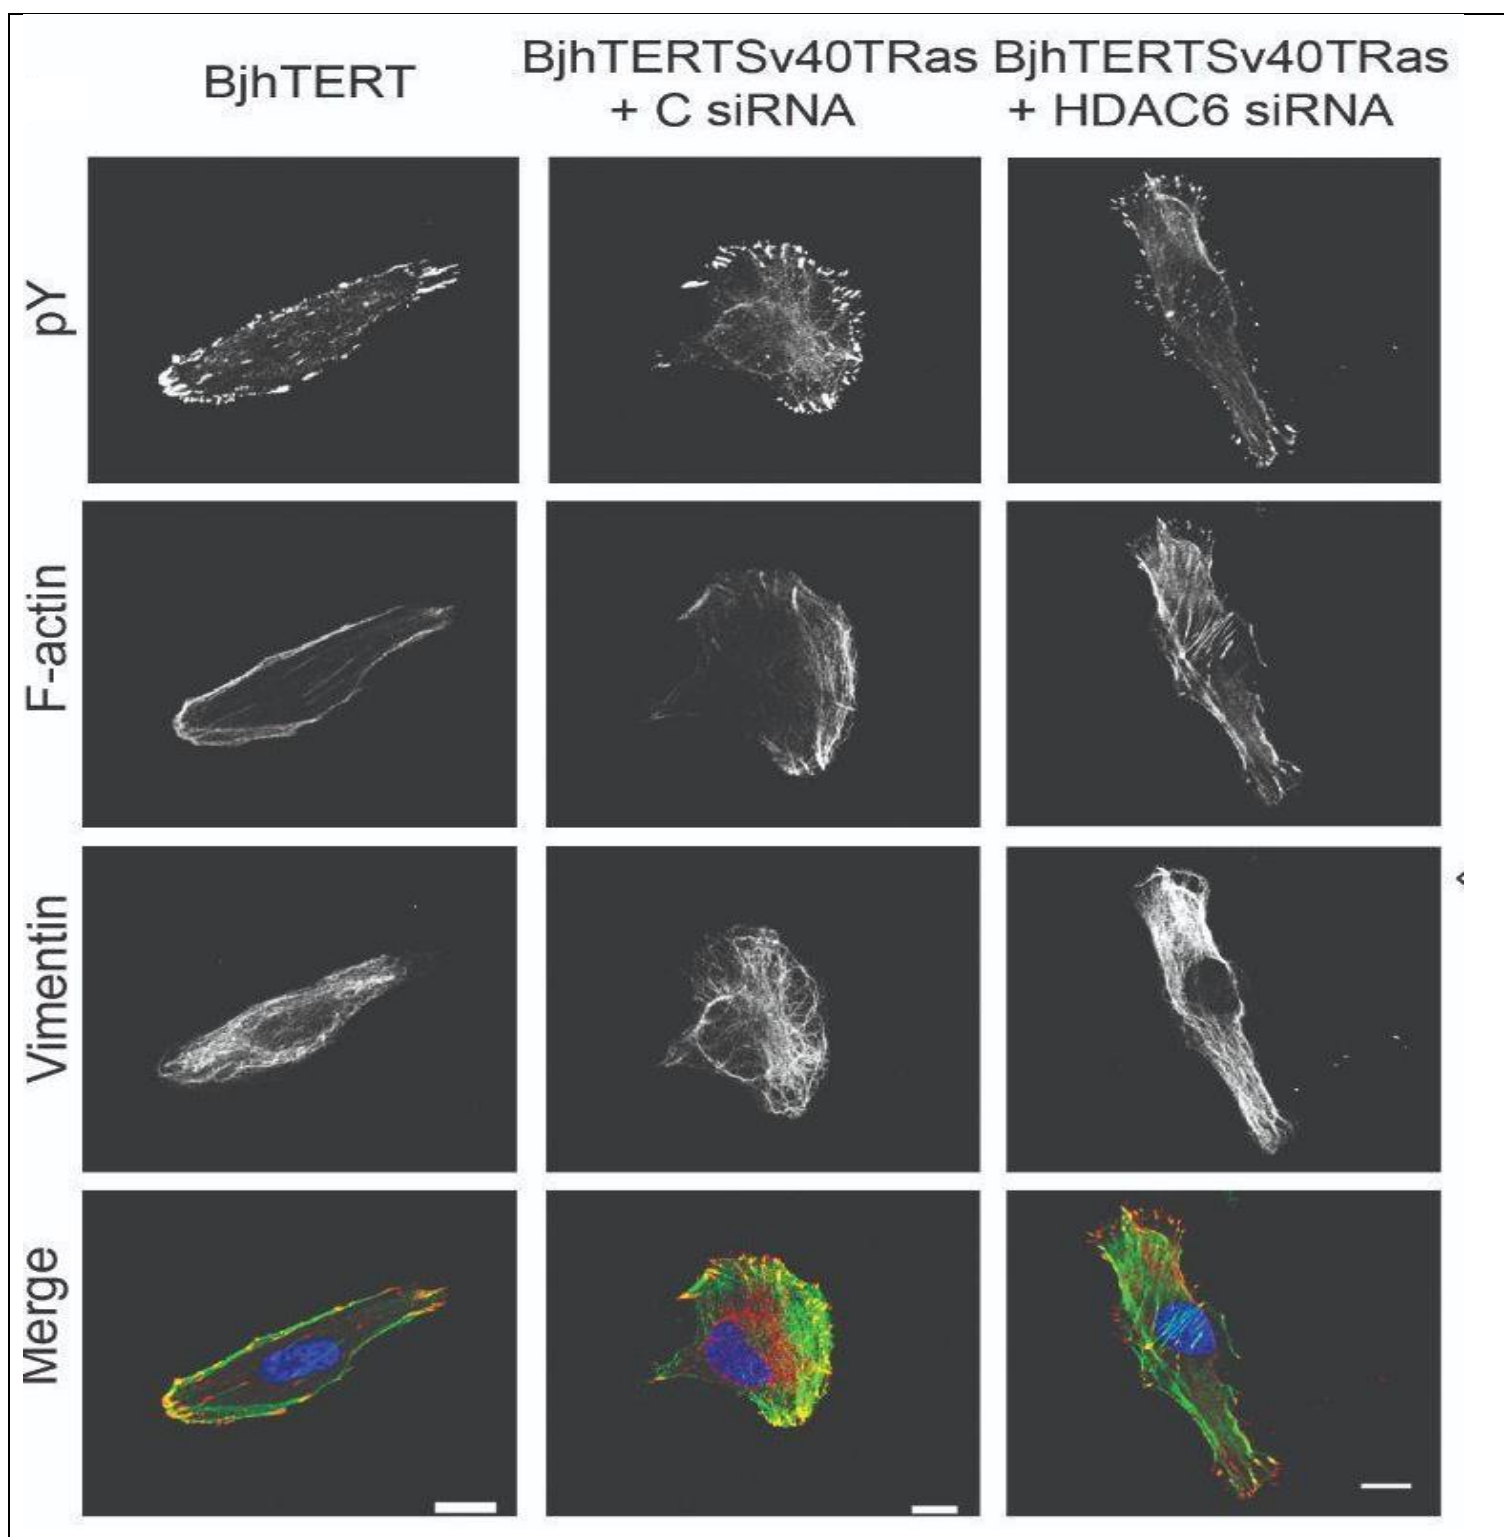 BjhTERT
BjhTERTSv40TRas
+ C siRNA
BjhTERTSv40TRas
+ HDAC6 siRNA
pY
F-actin
Vimentin
Merge